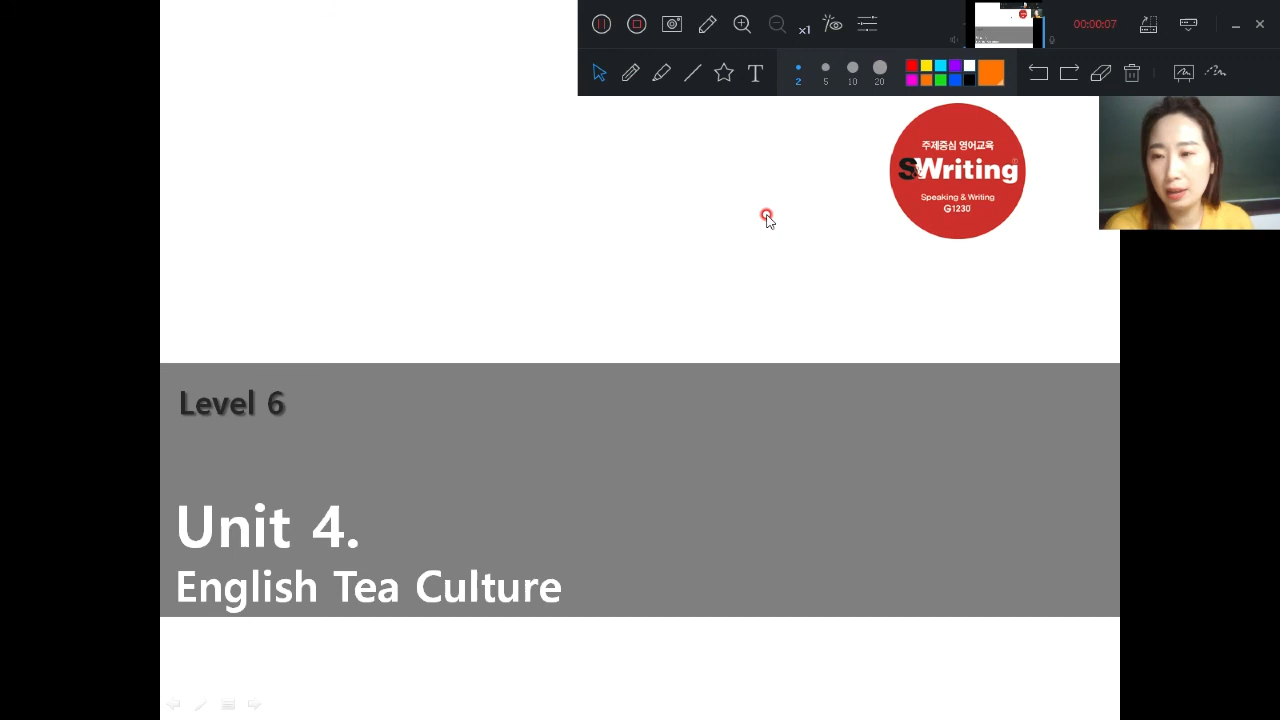 x1
00:00:07
2
5
10
20
T
주제중심 영어교육
S&Writing
Speaking & Writing
G1230
Level 6
Unit 4.
English Tea Culture